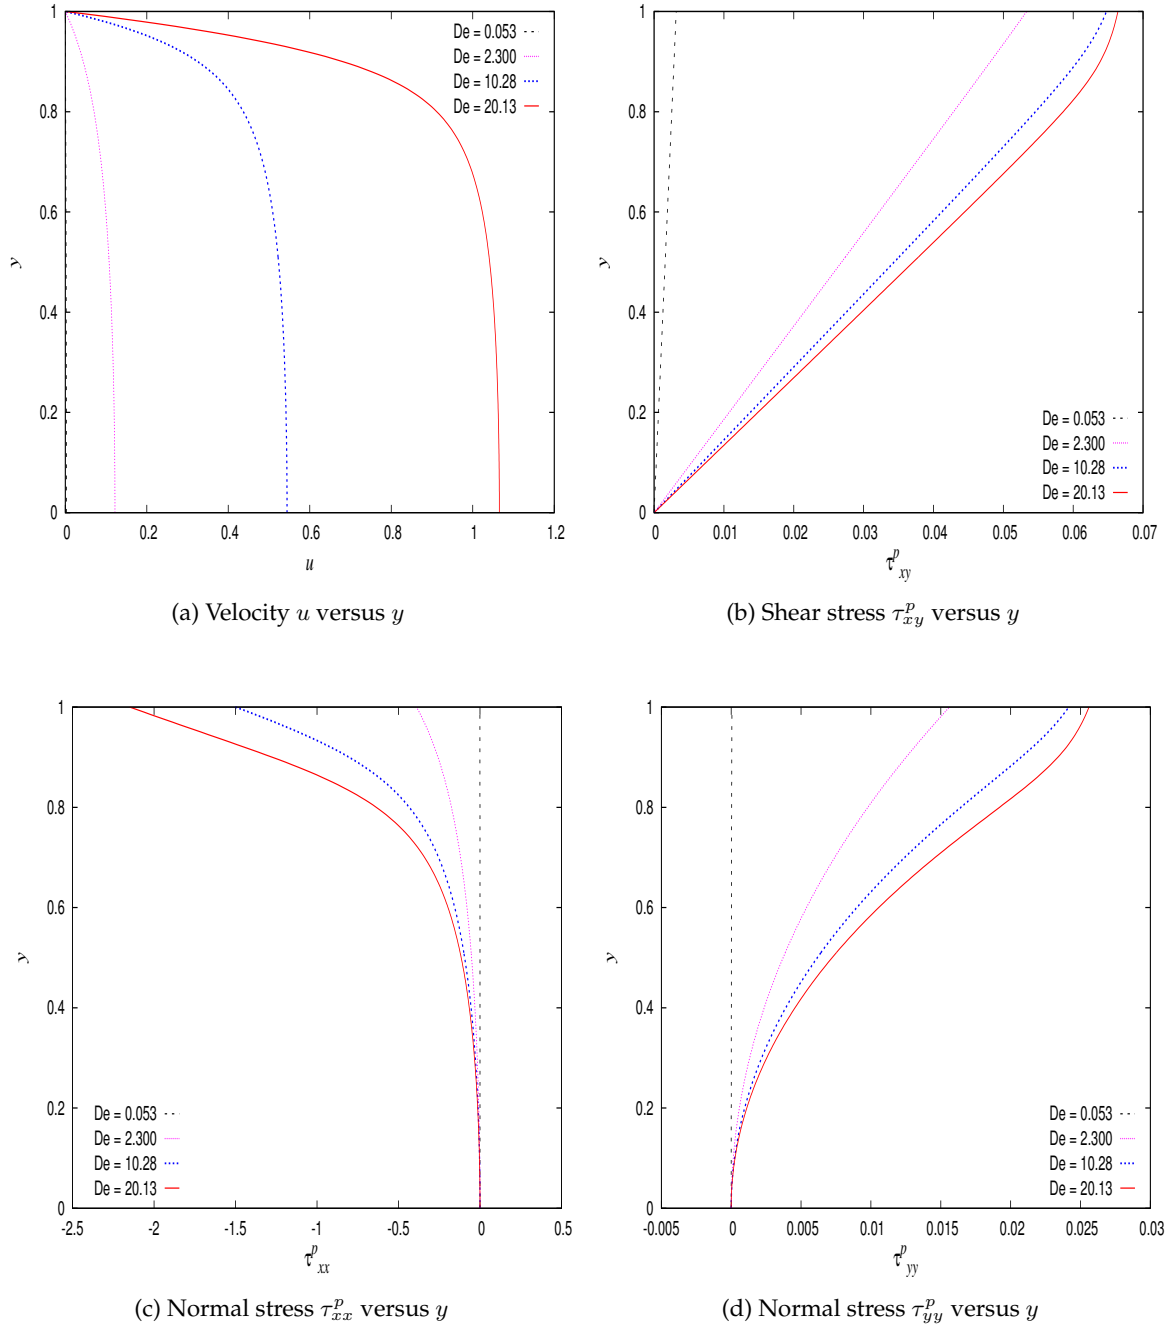 1
0.8
0.6
0.4
0.2
0
y
0 0.2 0.4 0.6 0.8 1 1.2
u
De = 0.053
De = 2.300
De = 10.28
De = 20.13
(a) Velocity u versus y
1
0.8
0.6
0.4
0.2
0
y
0 0.01 0.02 0.03 0.04 0.05 0.06 0.07
τ^p_xy
De = 0.053
De = 2.300
De = 10.28
De = 20.13
(b) Shear stress τ^p_xy versus y
1
0.8
0.6
0.4
0.2
0
y
-2.5 -2 -1.5 -1 -0.5 0 0.5
τ^p_xx
De = 0.053
De = 2.300
De = 10.28
De = 20.13
(c) Normal stress τ^p_xx versus y
1
0.8
0.6
0.4
0.2
0
y
-0.005 0 0.005 0.01 0.015 0.02 0.025 0.03
τ^p_yy
De = 0.053
De = 2.300
De = 10.28
De = 20.13
(d) Normal stress τ^p_yy versus y